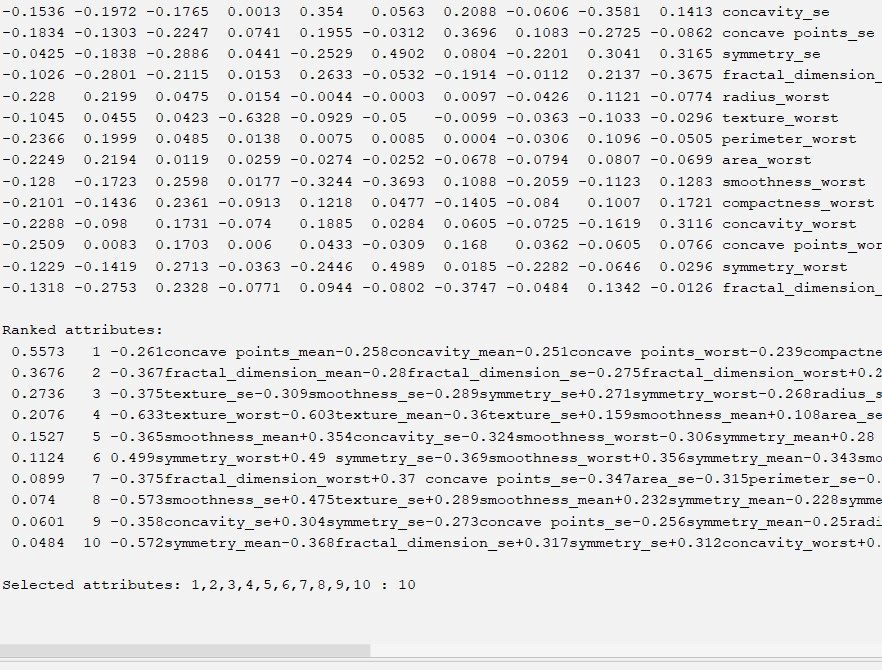 -0.1536 -0.1972 -0.1765  0.0013  0.354   0.0563  0.2088 -0.0606 -0.3581  0.1413 concavity_se
-0.1834 -0.1303 -0.2247  0.0741  0.1955 -0.0312  0.3696  0.1083 -0.2725 -0.0862 concave points_se
-0.0425 -0.1838 -0.2886  0.0441 -0.2529  0.4902  0.0804 -0.2201  0.3041  0.3165 symmetry_se
-0.1026 -0.2801 -0.2115  0.0153  0.2633 -0.0532 -0.1914 -0.0112  0.2137 -0.3675 fractal_dimension_
-0.228   0.2199  0.0475  0.0154 -0.0044 -0.0003  0.0097 -0.0426  0.1121 -0.0774 radius_worst
-0.1045  0.0455  0.0423 -0.6328 -0.0929 -0.05   -0.0099 -0.0363 -0.1033 -0.0296 texture_worst
-0.2366  0.1999  0.0485  0.0138  0.0075  0.0085  0.0004 -0.0306  0.1096 -0.0505 perimeter_worst
-0.2249  0.2194  0.0119  0.0259 -0.0274 -0.0252 -0.0678 -0.0794  0.0807 -0.0699 area_worst
-0.128  -0.1723  0.2598  0.0177 -0.3244 -0.3693  0.1088 -0.2059 -0.1123  0.1283 smoothness_worst
-0.2101 -0.1436  0.2361 -0.0913  0.1218  0.0477 -0.1405 -0.084   0.1007  0.1721 compactness_worst
-0.2288 -0.098   0.1731 -0.074   0.1885  0.0284  0.0605 -0.0725 -0.1619  0.3116 concavity_worst
-0.2509  0.0083  0.1703  0.006   0.0433 -0.0309  0.168   0.0362 -0.0605  0.0766 concave points_wor
-0.1229 -0.1419  0.2713 -0.0363 -0.2446  0.4989  0.0185 -0.2282 -0.0646  0.0296 symmetry_worst
-0.1318 -0.2753  0.2328 -0.0771  0.0944 -0.0802 -0.3747 -0.0484  0.1342 -0.0126 fractal_dimension_
Ranked attributes:
0.5573   1 -0.261concave points_mean-0.258concavity_mean-0.251concave points_worst-0.239compactne
0.3676   2 -0.367fractal_dimension_mean-0.28fractal_dimension_se-0.275fractal_dimension_worst+0.2
0.2736   3 -0.375texture_se-0.309smoothness_se-0.289symmetry_se+0.271symmetry_worst-0.268radius_s
0.2076   4 -0.633texture_worst-0.603texture_mean-0.36texture_se+0.159smoothness_mean+0.108area_se
0.1527   5 -0.365smoothness_mean+0.354concavity_se-0.324smoothness_worst-0.306symmetry_mean+0.28
0.1124   6 0.499symmetry_worst+0.49 symmetry_se-0.369smoothness_worst+0.356symmetry_mean-0.343smo
0.0899   7 -0.375fractal_dimension_worst+0.37 concave points_se-0.347area_se-0.315perimeter_se-0.
0.074    8 -0.573smoothness_se+0.475texture_se+0.289smoothness_mean+0.232symmetry_mean-0.228symme
0.0601   9 -0.358concavity_se+0.304symmetry_se-0.273concave points_se-0.256symmetry_mean-0.25radi
0.0484  10 -0.572symmetry_mean-0.368fractal_dimension_se+0.317symmetry_se+0.312concavity_worst+0.
Selected attributes: 1,2,3,4,5,6,7,8,9,10 : 10